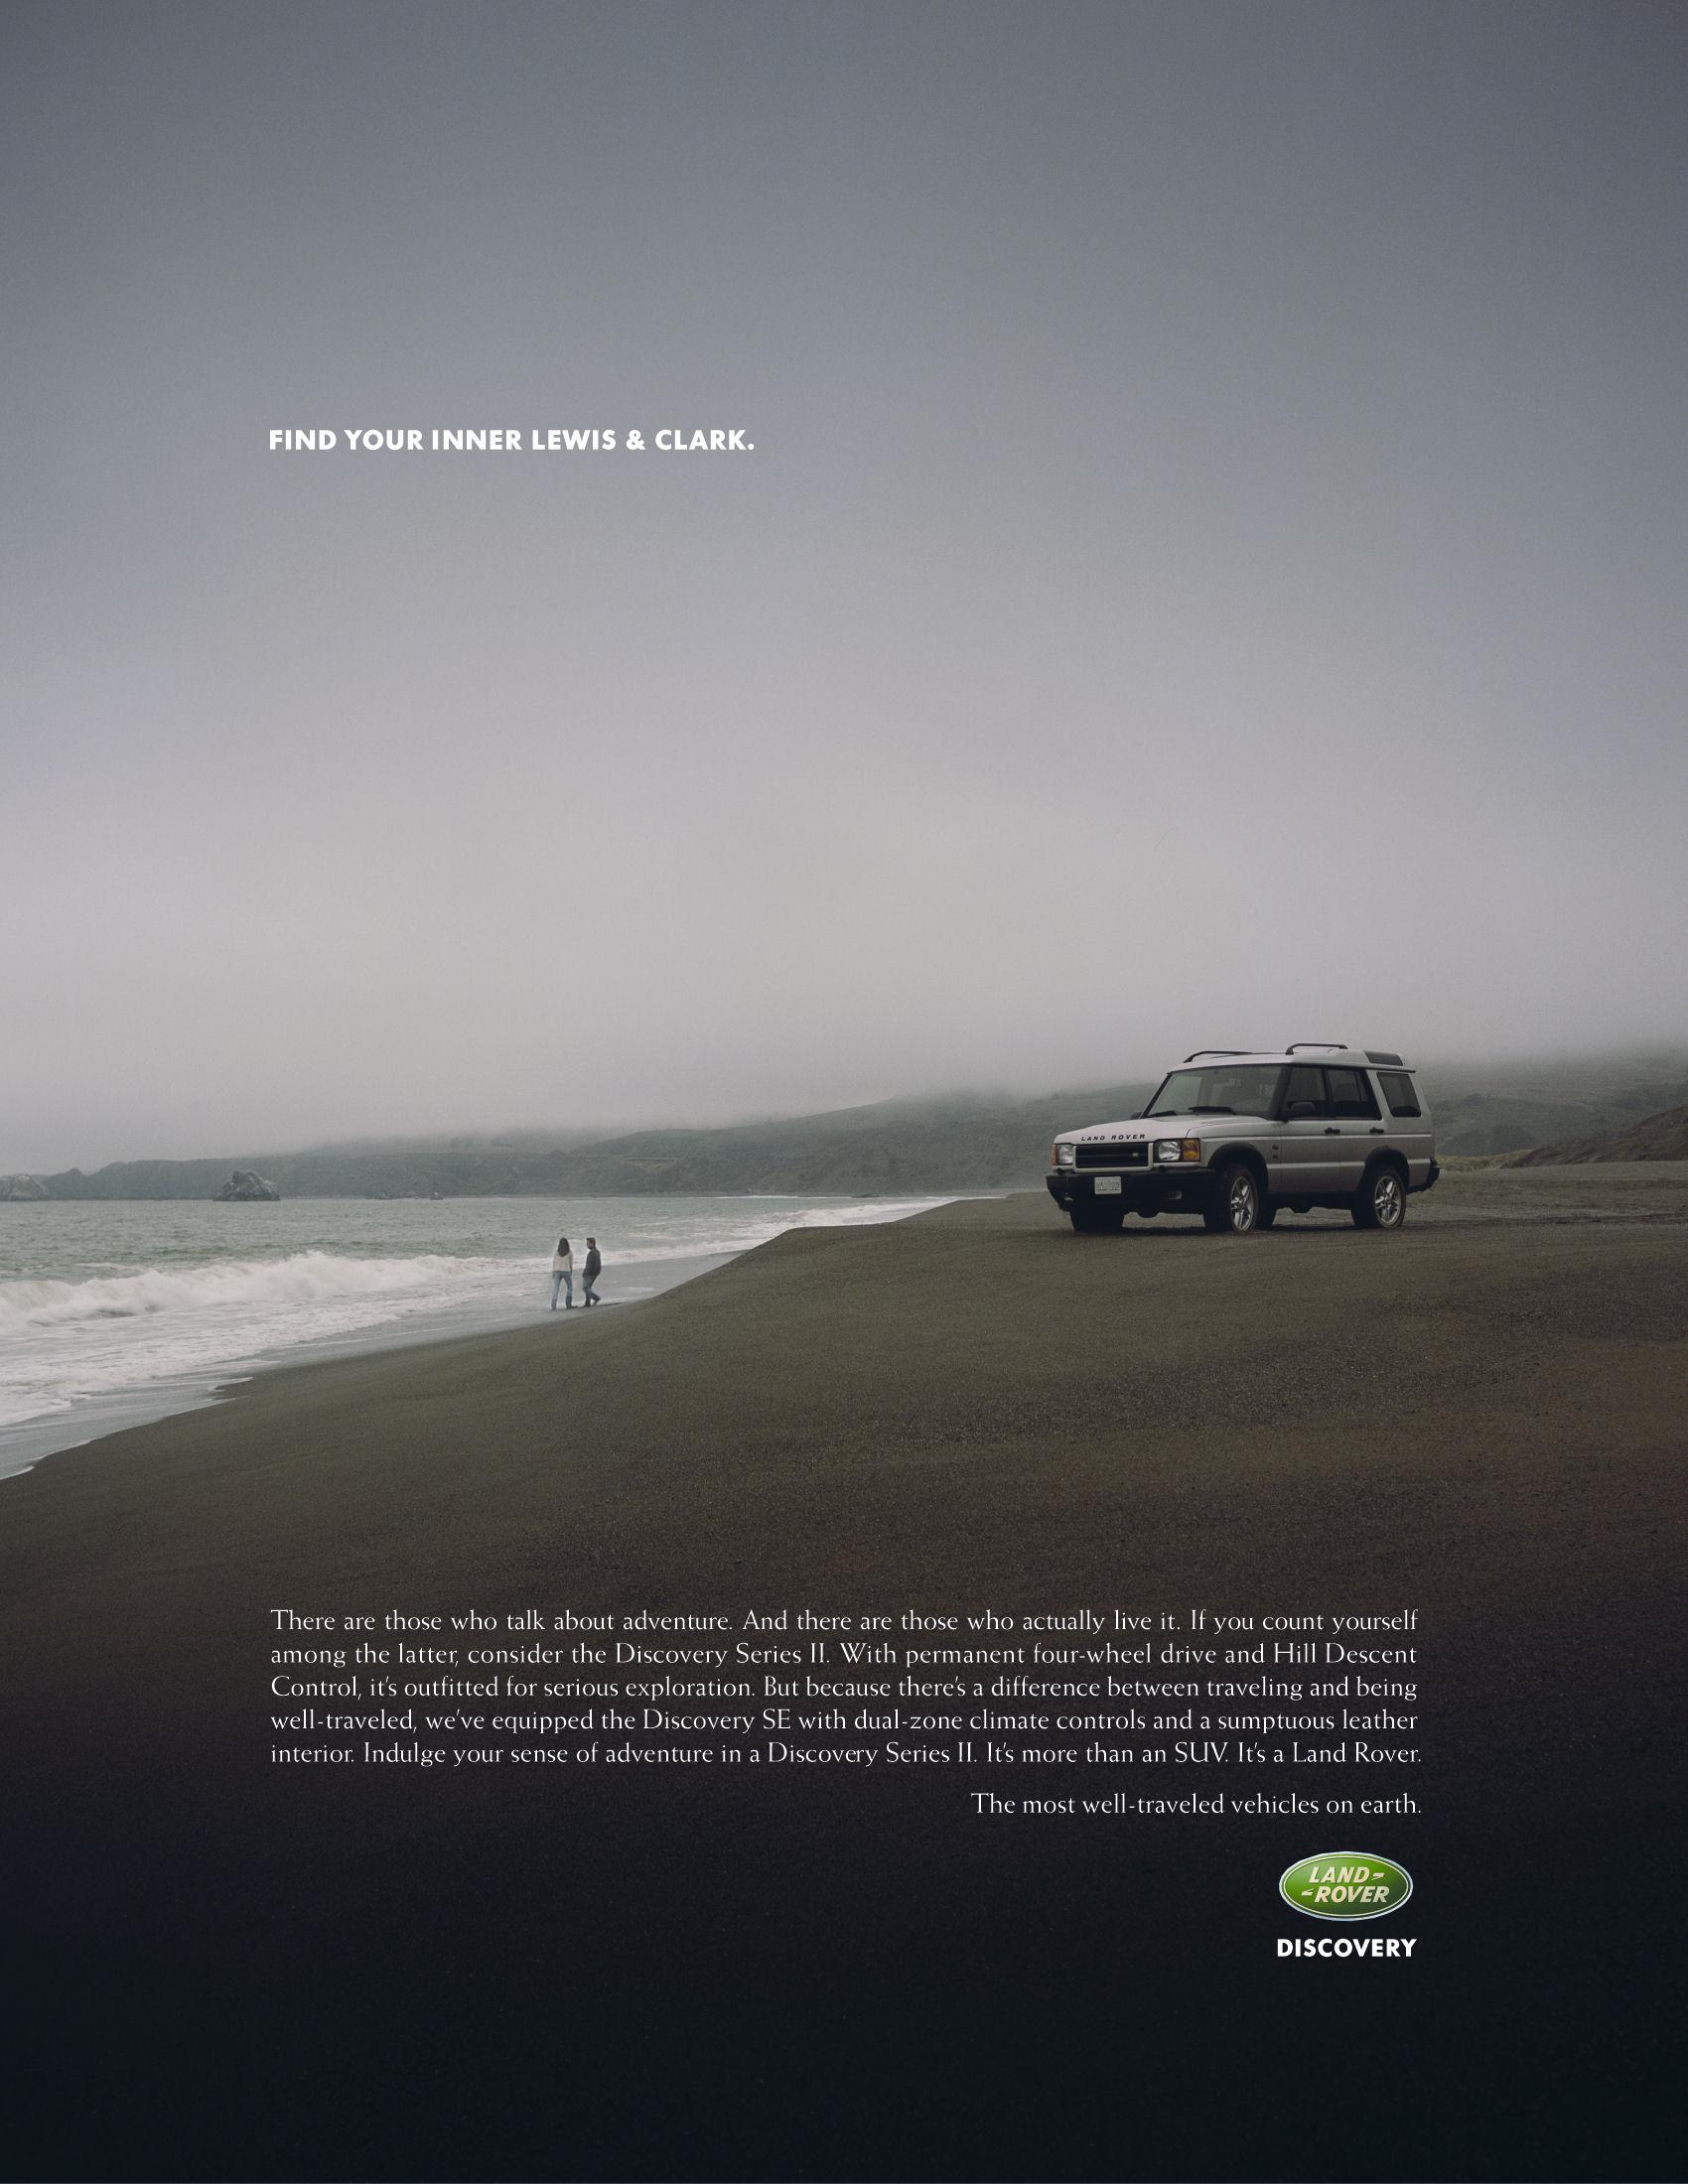 FIND YOUR INNER LEWIS & CLARK.
LAND ROVER
There are those who talk about adventure. And there are those who actually live it. If you count yourself
among the latter, consider the Discovery Series II. With permanent four-wheel drive and Hill Descent
Control, it's outfitted for serious exploration. But because there's a difference between traveling and being
well-traveled, we've equipped the Discovery SE with dual-zone climate controls and a sumptuous leather
interior. Indulge your sense of adventure in a Discovery Series II. It's more than an SUV. It's a Land Rover.
The most well-traveled vehicles on earth.
LAND-
-ROVER
DISCOVERY